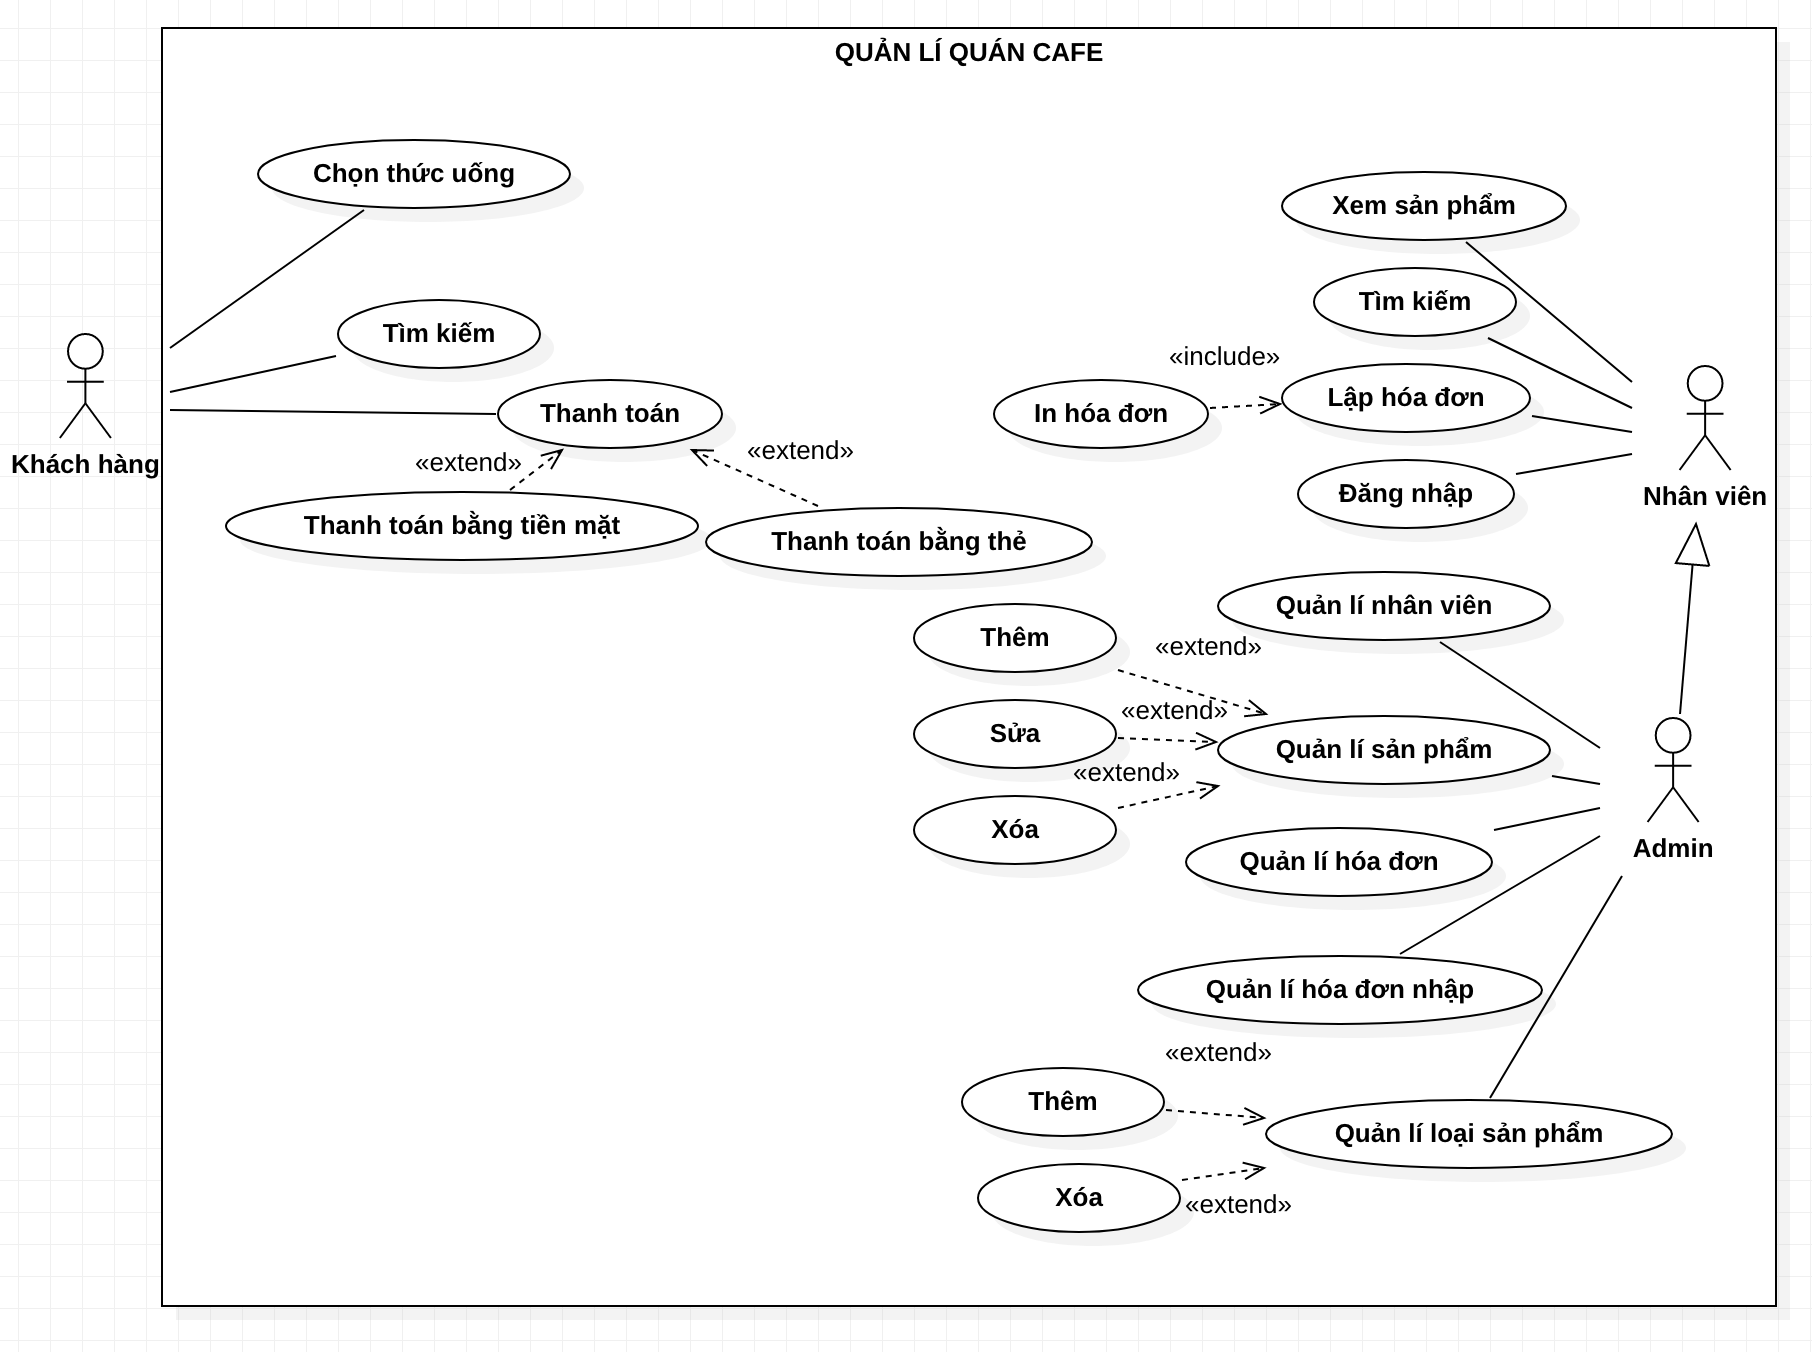 QUẢN LÍ QUÁN CAFE
Chọn thức uống
Xem sản phẩm
Tìm kiếm
Tìm kiếm
«include»
Lập hóa đơn
Thanh toán
In hóa đơn
«extend»
«extend»
Khách hàng
Đăng nhập
Nhân viên
Thanh toán bằng tiền mặt
Thanh toán bằng thẻ
Quản lí nhân viên
Thêm
«extend»
«extend»
Sửa
Quản lí sản phẩm
«extend»
Xóa
Admin
Quản lí hóa đơn
Quản lí hóa đơn nhập
«extend»
Thêm
Quản lí loại sản phẩm
Xóa
«extend»